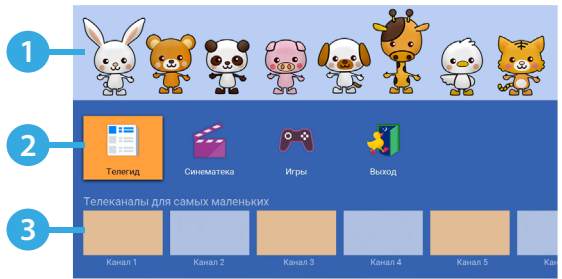 1
2
Телегид Синематека Игры Выход
Телеканалы для самых маленьких
3
Канал 1 Канал 2 Канал 3 Канал 4 Канал 5 Кан